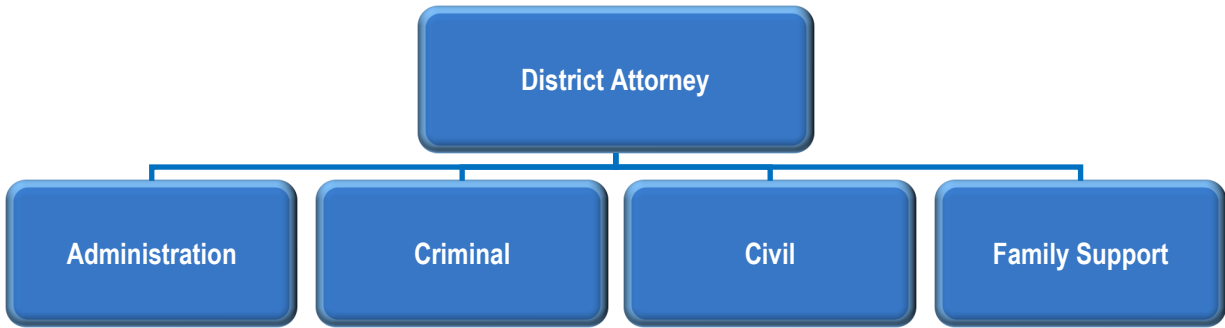 District Attorney
Administration
Criminal
Civil
Family Support